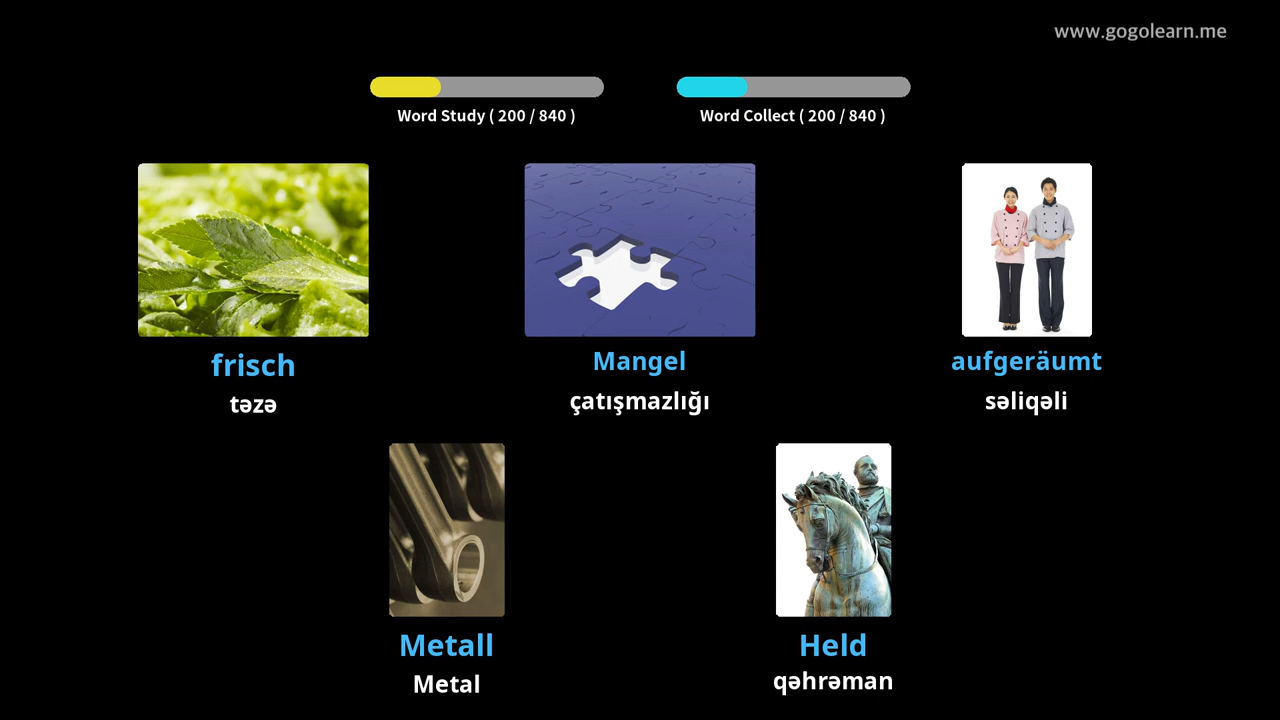 www.gogolearn.me
Word Study ( 200 / 840 )
Word Collect ( 200 / 840 )
frisch
Mangel
aufgeräumt
təzə
çatışmazlığı
səliqəli
Metall
Held
Metal
qəhrəman